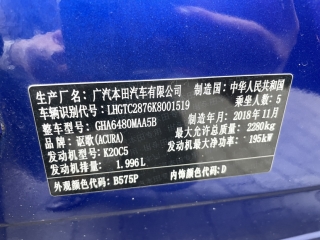 生产厂名：广汽本田汽车有限公司 制造国：中华人民共和国
车辆识别代号：LHGTC2876K8001519 乘坐人数：5
整车型号：GHA6480MAA5B 制造年月：2018年11月
品牌：讴歌(ACURA) 最大允许总质量：2280kg
发动机型号：K20C5 发动机最大净功率：195kW
发动机排量：1.996L
外观颜色代码：B575P 内饰颜色代码：D